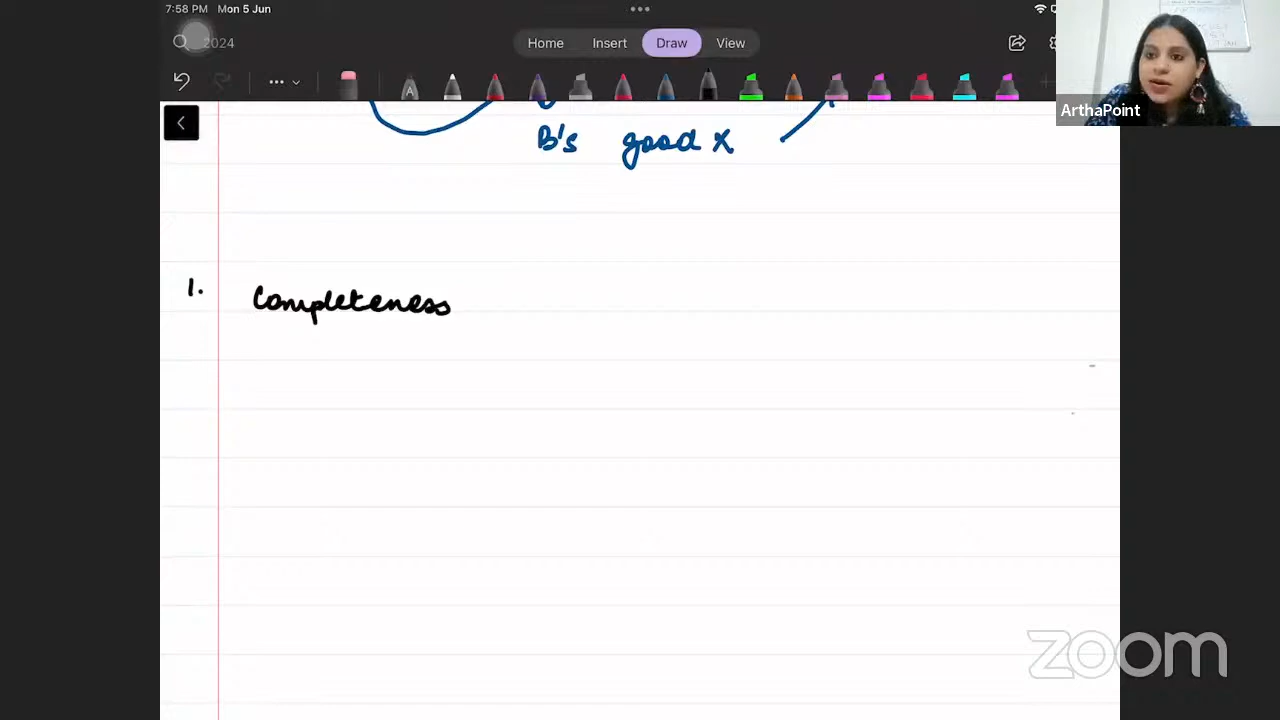 7:58 PM Mon 5 Jun
2024
Home Insert Draw View
A
ArthaPoint
B's good x
1. Completeness
zoom